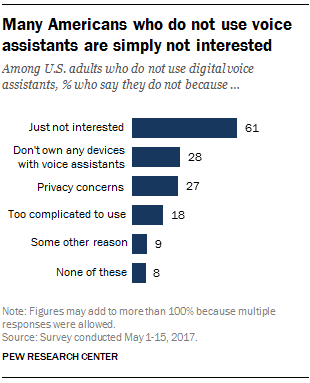 Many Americans who do not use voice
assistants are simply not interested
Among U.S. adults who do not use digital voice
assistants, % who say they do not because ...
Just not interested 61
Don't own any devices
with voice assistants 28
Privacy concerns 27
Too complicated to use 18
Some other reason 9
None of these 8
Note: Figures may add to more than 100% because multiple
responses were allowed.
Source: Survey conducted May 1-15, 2017.
PEW RESEARCH CENTER